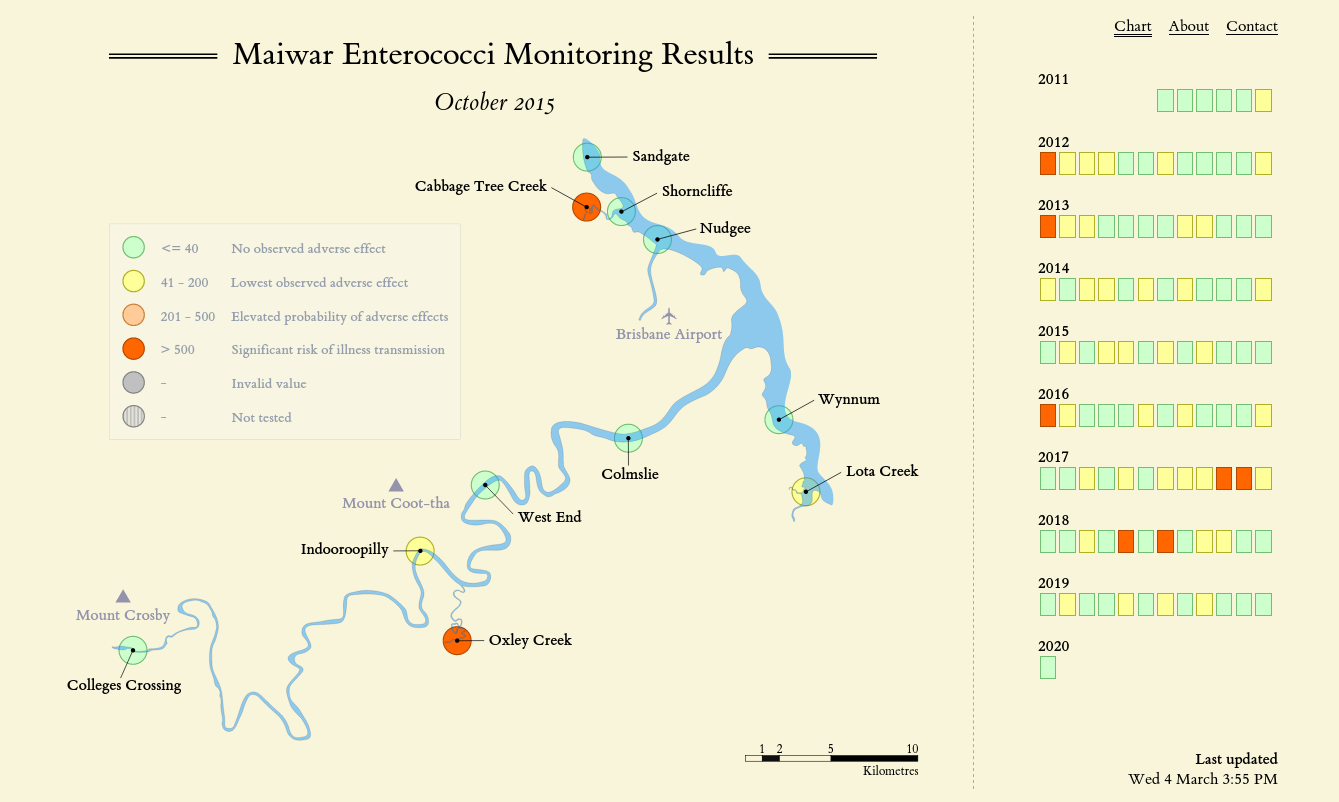 Chart About Contact
Maiwar Enterococci Monitoring Results
October 2015
Sandgate
Cabbage Tree Creek
Shorncliffe
Nudgee
<= 40 No observed adverse effect
41 - 200 Lowest observed adverse effect
201 - 500 Elevated probability of adverse effects
> 500 Significant risk of illness transmission
- Invalid value
- Not tested
Brisbane Airport
Wynnum
Colmslie
Lota Creek
Mount Coot-tha
West End
Indooroopilly
Mount Crosby
Oxley Creek
Colleges Crossing
1 2 5 10
Kilometres
2011
2012
2013
2014
2015
2016
2017
2018
2019
2020
Last updated
Wed 4 March 3:55 PM